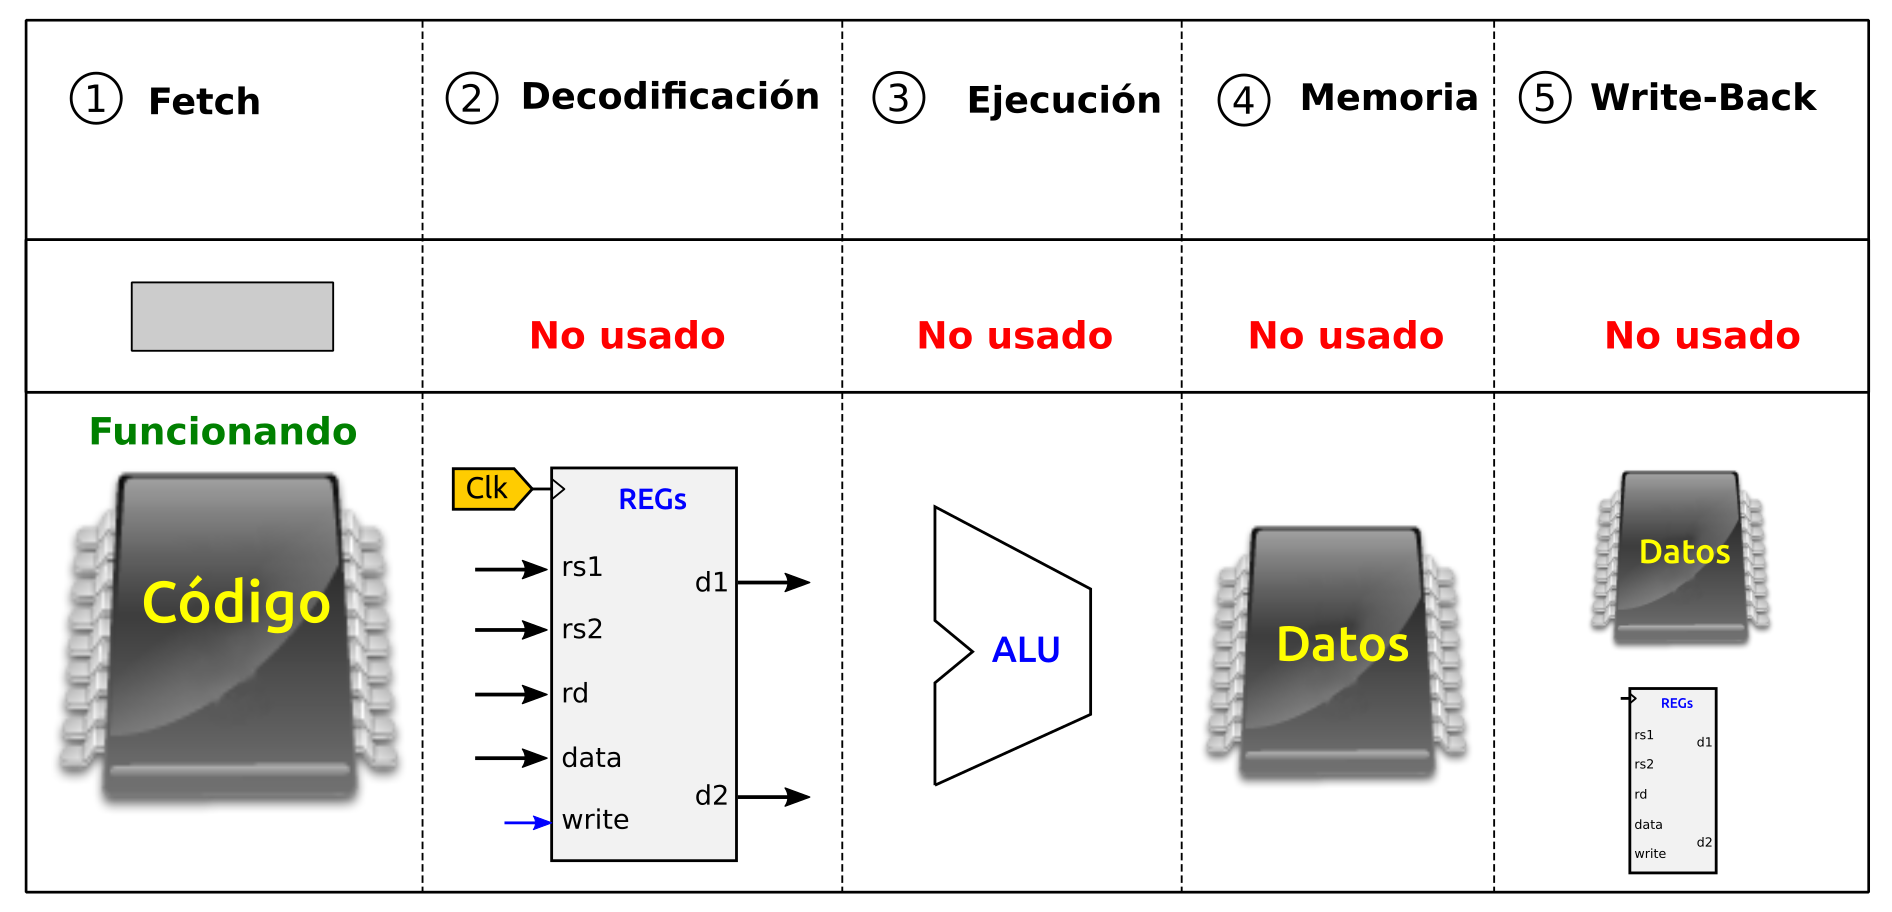 1 Fetch
2 Decodificación
3 Ejecución
4 Memoria
5 Write-Back
No usado
No usado
No usado
No usado
Funcionando
Código
Clk
REGs
rs1
d1
rs2
rd
data
d2
write
ALU
Datos
Datos
REGs
rs1
d1
rs2
rd
data
d2
write